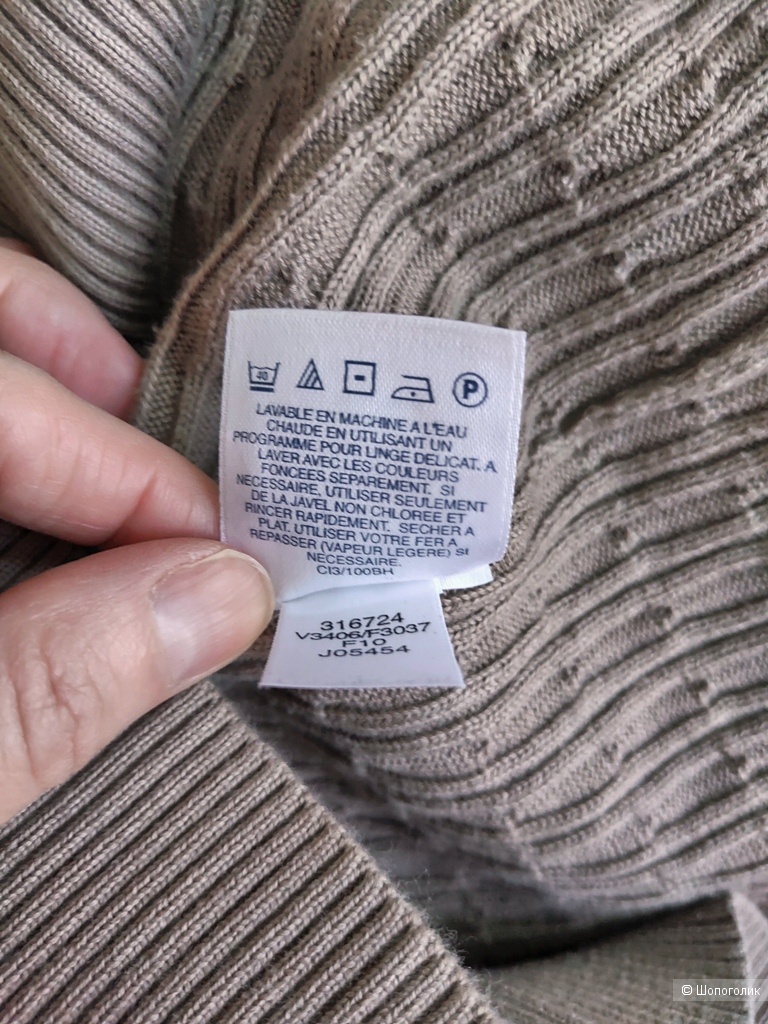 40 P
LAVABLE EN MACHINE A L'EAU
CHAUDE EN UTILISANT UN
PROGRAMME POUR LINGE DELICAT. A
LAVER AVEC LES COULEURS
FONCEES SEPAREMENT. SI
NECESSAIRE, UTILISER SEULEMENT
DE LA JAVEL NON CHLOREE ET
RINCER RAPIDEMENT. SECHER A
PLAT. UTILISER VOTRE FER A
REPASSER (VAPEUR LEGERE) SI
NECESSAIRE.
CI3/100BH
316724
V3406/F3037
F10
J05454
© Шопоголик